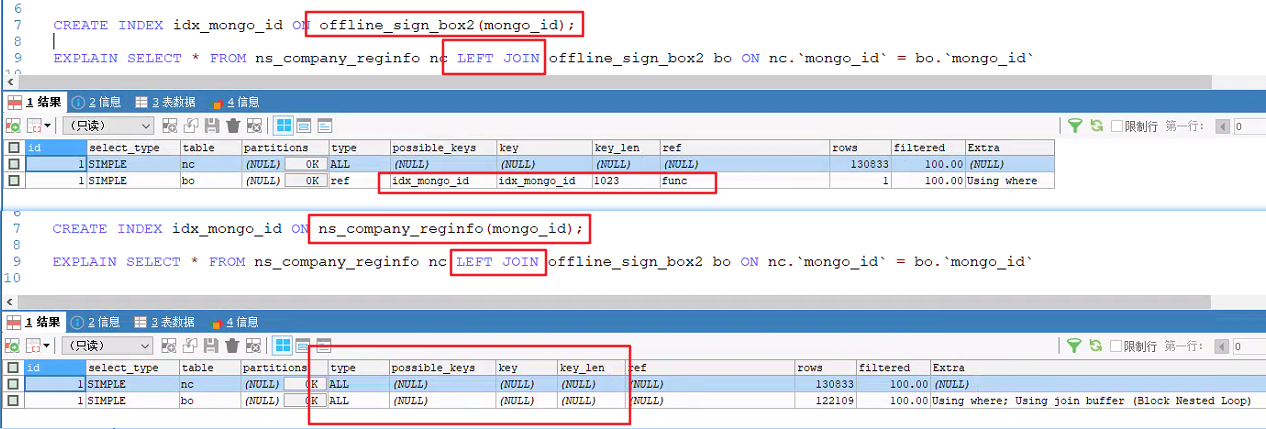 6
7 CREATE INDEX idx_mongo_id ON offline_sign_box2(mongo_id);
8
9 EXPLAIN SELECT * FROM ns_company_reginfo nc LEFT JOIN offline_sign_box2 bo ON nc.`mongo_id` = bo.`mongo_id`
10
1 结果 2 信息 3 表数据 4 信息
(只读) 限制行 第一行: 0
id select_type table partitions type possible_keys key key_len ref rows filtered Extra
1 SIMPLE nc (NULL) 0K ALL (NULL) (NULL) (NULL) (NULL) 130833 100.00 (NULL)
1 SIMPLE bo (NULL) 0K ref idx_mongo_id idx_mongo_id 1023 func 1 100.00 Using where
6
7 CREATE INDEX idx_mongo_id ON ns_company_reginfo(mongo_id);
8
9 EXPLAIN SELECT * FROM ns_company_reginfo nc LEFT JOIN offline_sign_box2 bo ON nc.`mongo_id` = bo.`mongo_id`
10
1 结果 2 信息 3 表数据 4 信息
(只读) 限制行 第一行: 0
id select_type table partitions type possible_keys key key_len ref rows filtered Extra
1 SIMPLE nc (NULL) 0K ALL (NULL) (NULL) (NULL) (NULL) 130833 100.00 (NULL)
1 SIMPLE bo (NULL) 0K ALL (NULL) (NULL) (NULL) (NULL) 122109 100.00 Using where; Using join buffer (Block Nested Loop)